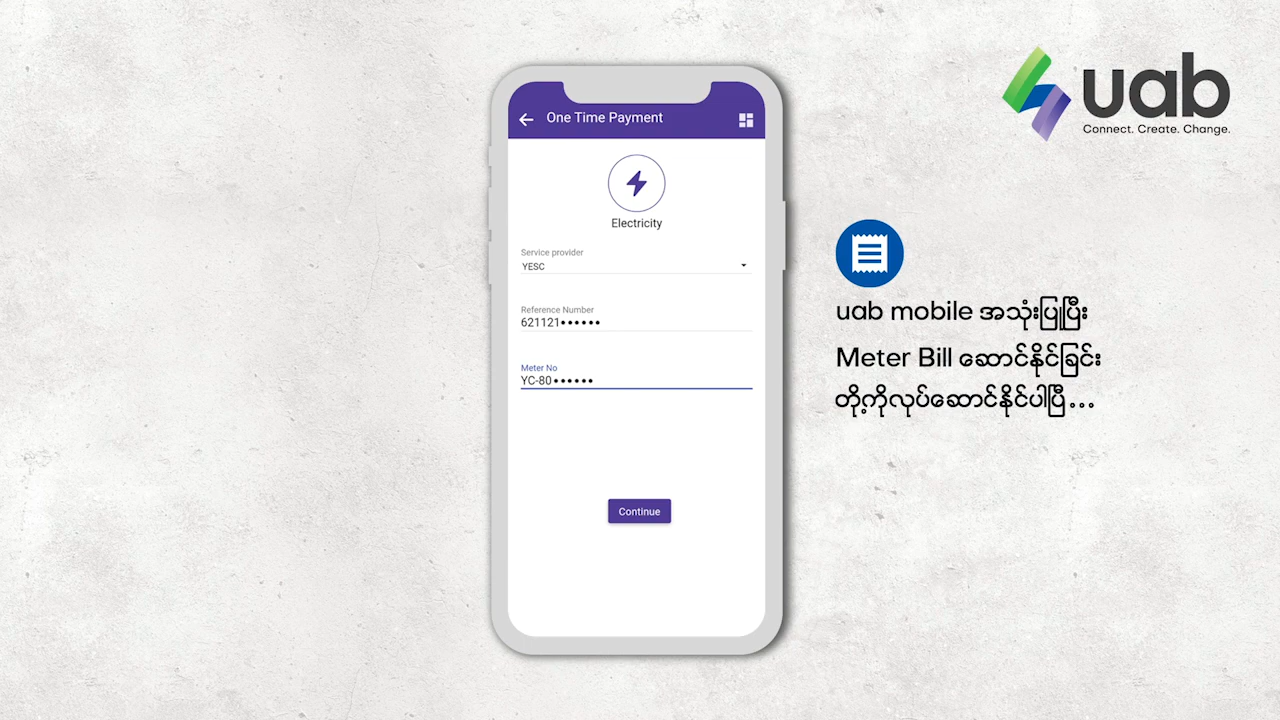 One Time Payment
Electricity
Service provider
YESC
Reference Number
621121••••••
Meter No
YC-80••••••
Continue
uab
Connect. Create. Change.
uab mobile အသုံးပြုပြီး
Meter Bill ဆောင်နိုင်ခြင်း
တို့ကိုလုပ်ဆောင်နိုင်ပါပြီ...